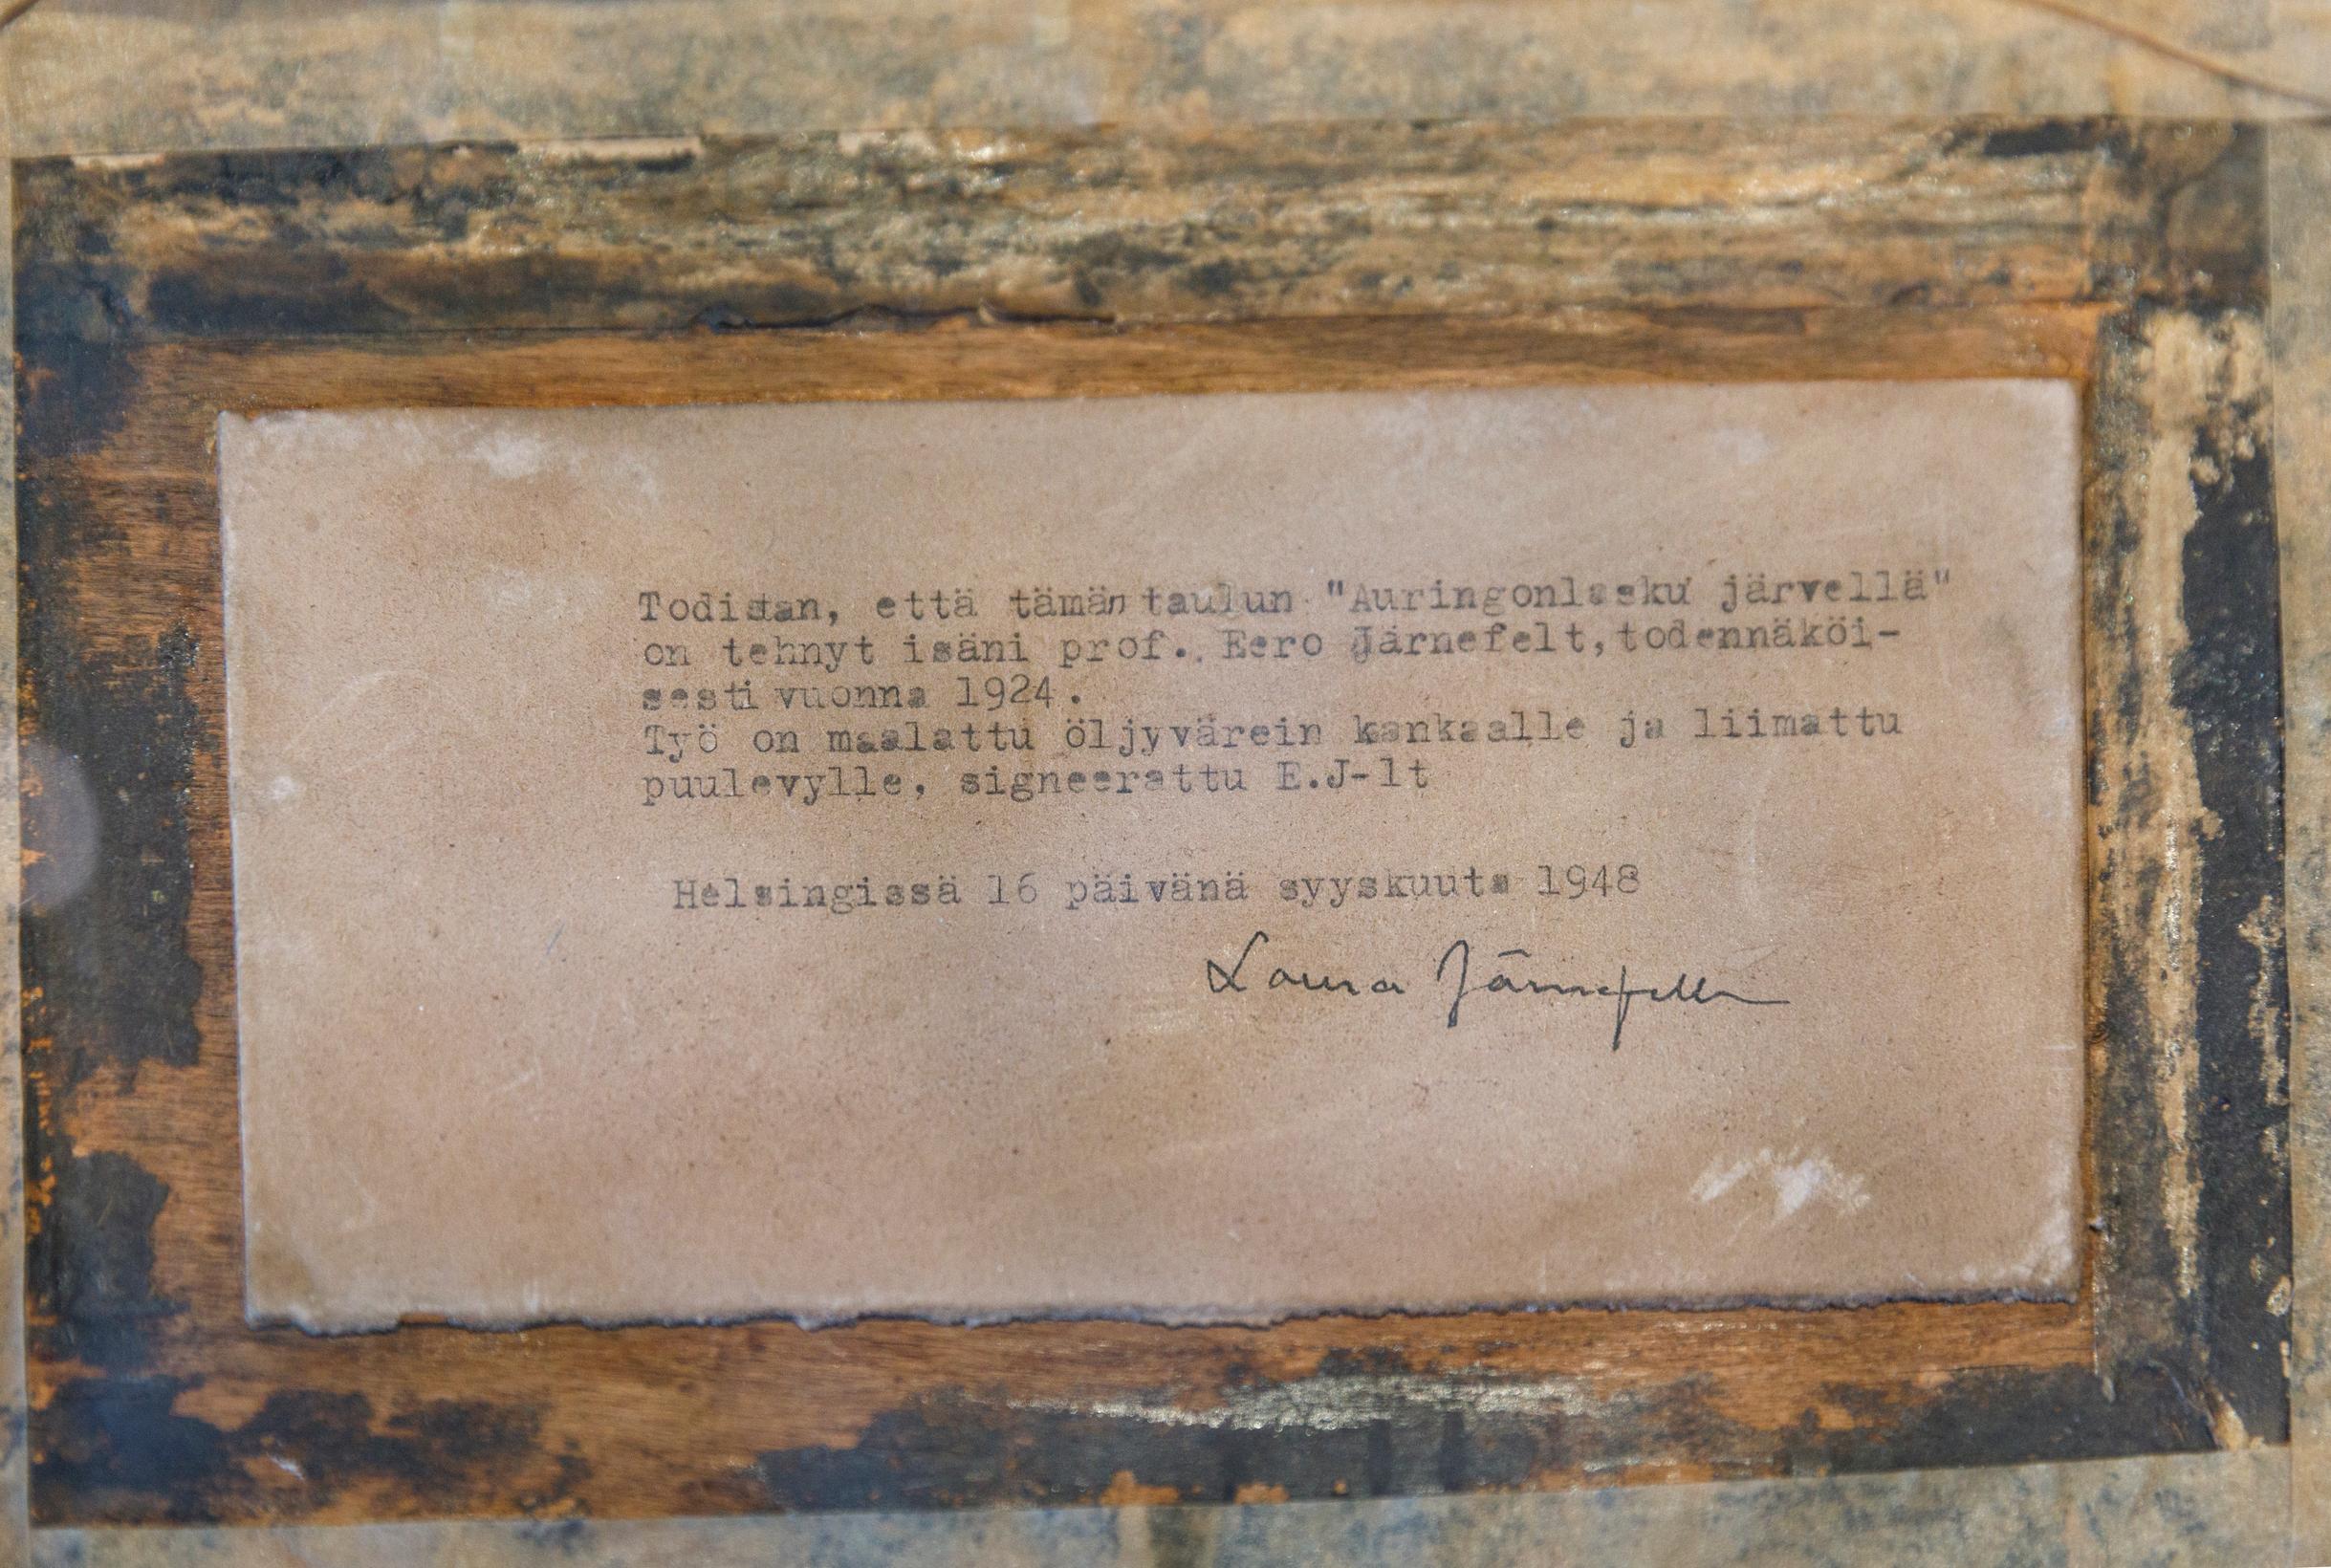 Todistan, että tämän taulun "Auringonlasku järvellä"
on tehnyt isäni prof. Eero Järnefelt,todennäköi-
sesti vuonna 1924.
Työ on maalattu öljyvärein kankaalle ja liimattu
puulevylle, signeerattu E.J-lt
Helsingissä 16 päivänä syyskuuta 1948
Laura Järnefelt